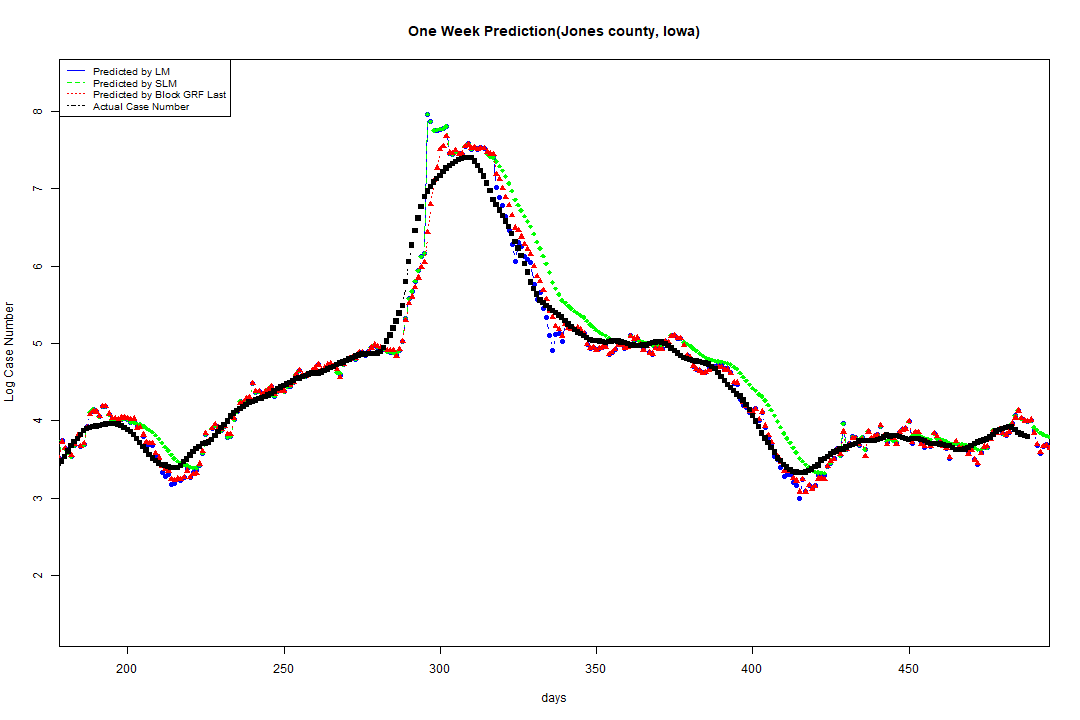 One Week Prediction(Jones county, Iowa)
Predicted by LM
Predicted by SLM
Predicted by Block GRF Last
Actual Case Number
8
7
6
5
4
3
2
Log Case Number
200 250 300 350 400 450
days